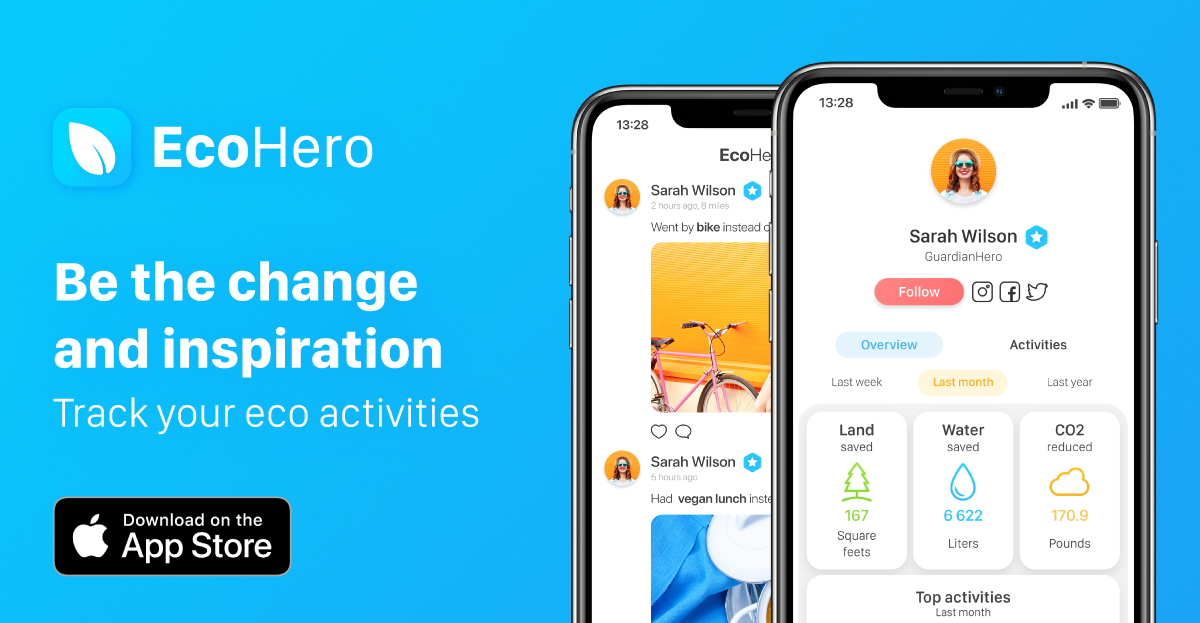 EcoHero
Be the change
and inspiration
Track your eco activities
Download on the
App Store
13:28
EcoHe
Sarah Wilson
2 hours ago, 8 miles
Went by bike instead
Sarah Wilson
5 hours ago
Had vegan lunch inste
13:28
Sarah Wilson
GuardianHero
Follow
Overview Activities
Last week Last month Last year
Land
saved
167
Square
feets
Water
saved
6 622
Liters
CO2
reduced
170.9
Pounds
Top activities
Last month